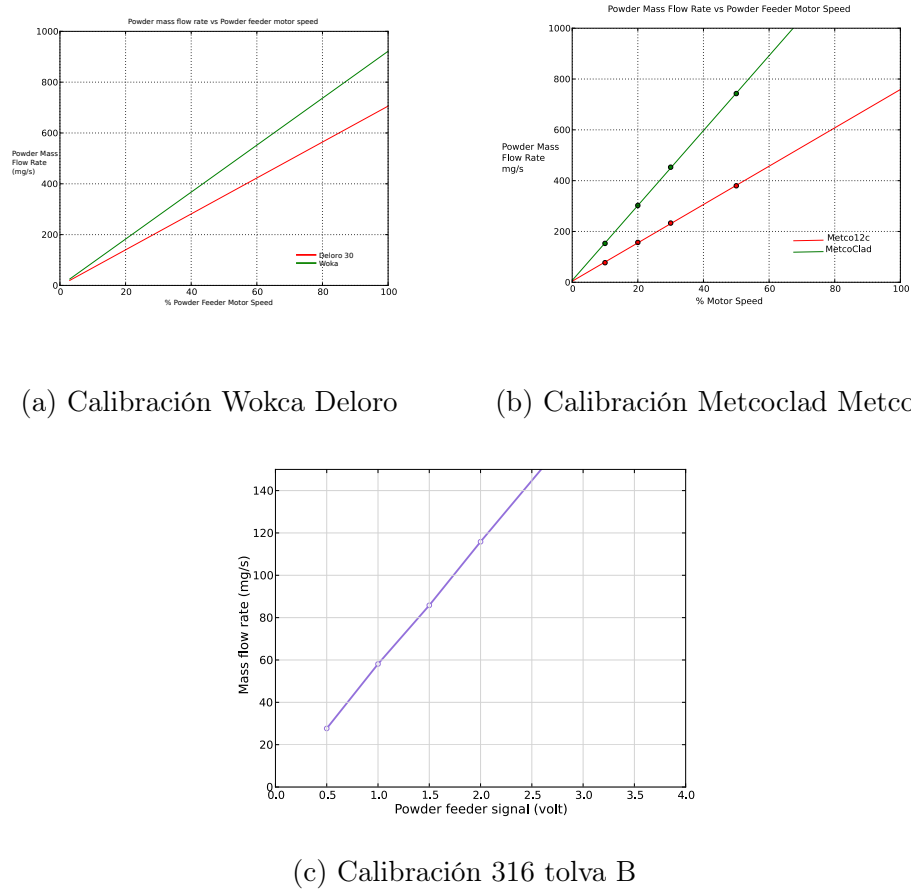 Powder mass flow rate vs Powder feeder motor speed
1000
800
600
400
200
0
Powder Mass
Flow Rate
(mg/s)
0 20 40 60 80 100
% Powder Feeder Motor Speed
Deloro 30
Woka
Powder Mass Flow Rate vs Powder Feeder Motor Speed
1000
800
600
400
200
0
Powder Mass
Flow Rate
mg/s
0 20 40 60 80 100
% Motor Speed
Metco12c
MetcoClad
(a) Calibración Wokca Deloro
(b) Calibración Metcoclad Metco
140
120
100
80
60
40
20
0
Mass flow rate (mg/s)
0.0 0.5 1.0 1.5 2.0 2.5 3.0 3.5 4.0
Powder feeder signal (volt)
(c) Calibración 316 tolva B